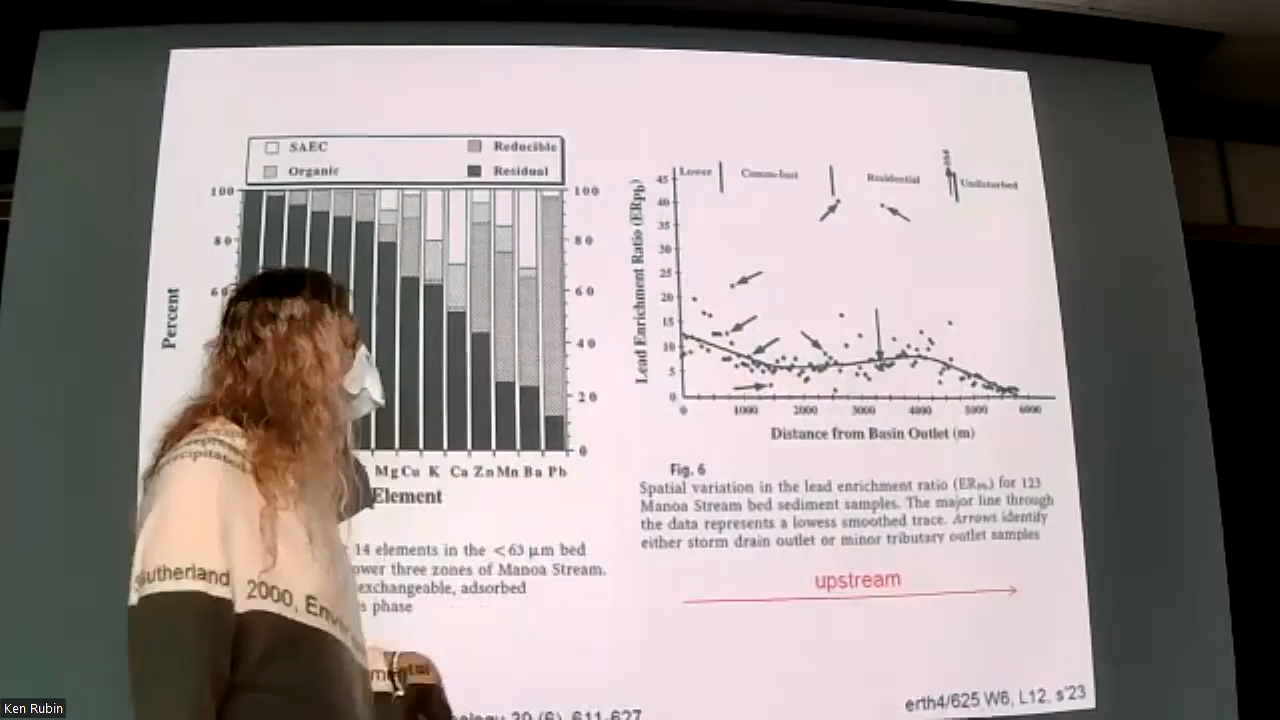 SAEC
Reducible
Organic
Residual
100
80
60
Percent
100
80
60
40
20
0
Mg Cu K Ca Zn Mn Ba Pb
Element
14 elements in the <63 µm bed
ower three zones of Manoa Stream.
exchangeable, adsorbed
s phase
Sutherland 2000, Envi
mental
30 (6), 611-627
Lead Enrichment Ratio (ERPb)
45
40
35
30
25
20
15
10
5
0
Lower
Comm-Inst
Residential
Undisturbed
0 1000 2000 3000 4000 5000 6000
Distance from Basin Outlet (m)
Fig. 6
Spatial variation in the lead enrichment ratio (ERPb) for 123
Manoa Stream bed sediment samples. The major line through
the data represents a lowess smoothed trace. Arrows identify
either storm drain outlet or minor tributary outlet samples
upstream
erth4/625 W6, L12, s'23
Ken Rubin